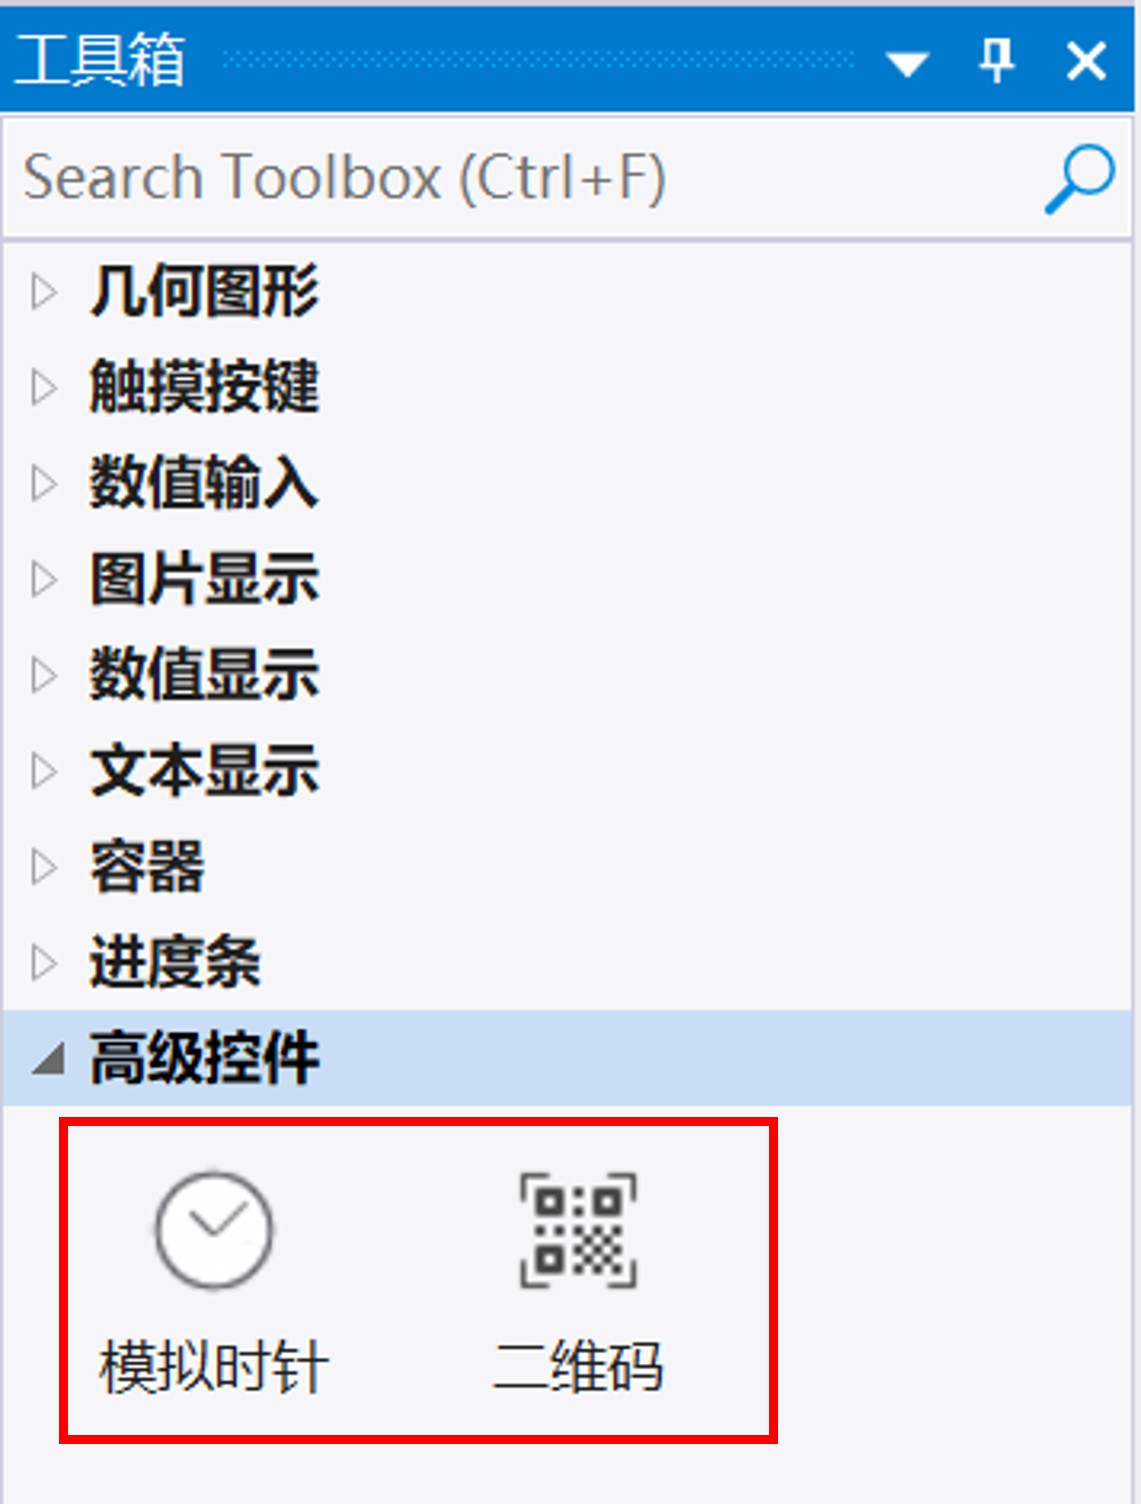 工具箱
Search Toolbox (Ctrl+F)
几何图形
触摸按键
数值输入
图片显示
数值显示
文本显示
容器
进度条
高级控件
模拟时针 二维码